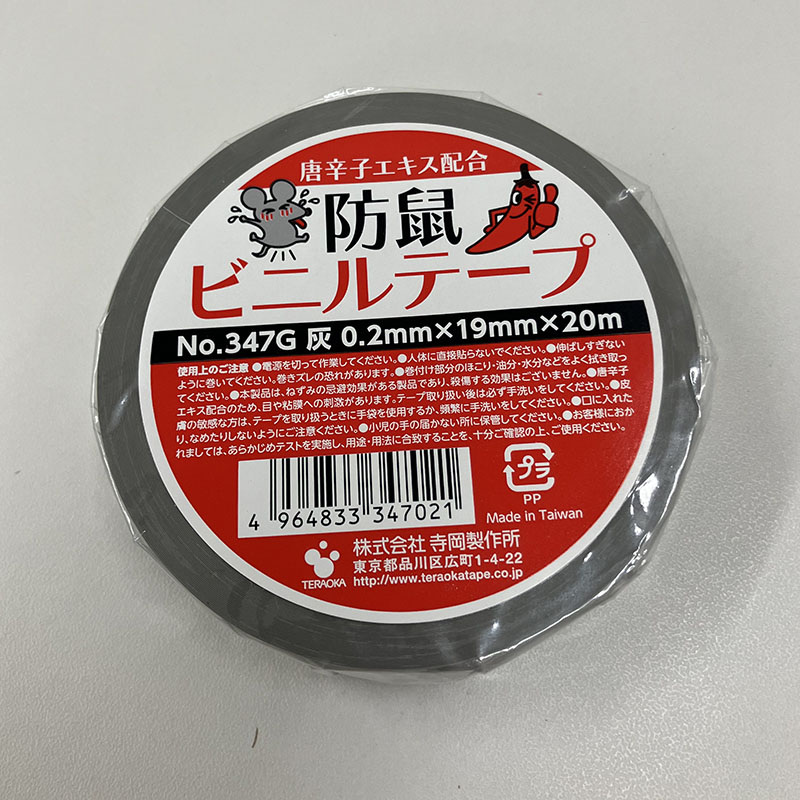 唐辛子エキス配合
防鼠
ビニルテープ
No.347G 灰 0.2mm×19mm×20m
使用上のご注意 ●電源を切って作業してください。●人体に直接貼らないでください。●伸ばしすぎない
ように巻いてください。巻きズレの恐れがあります。●巻付け部分のほこり・油分・水分などをよく拭き取っ
てください。●本製品は、ねずみの忌避効果がある製品であり、殺傷する効果はございません。●唐辛子
エキス配合のため、目や粘膜への刺激があります。テープ取り扱い後は必ず手洗いをしてください。●皮
膚の敏感な方は、テープを取り扱うときに手袋を使用するか、頻繁に手洗いをしてください。●口に入れた
り、なめたりしないようにご注意ください。●小児の手の届かない所に保管してください。●お客様におか
れましては、あらかじめテストを実施し、用途・用法に合致することを、十分ご確認の上、ご使用ください。
プラ
PP
4 964833 347021
Made in Taiwan
TERAOKA
株式会社 寺岡製作所
東京都品川区広町1-4-22
http://www.teraokatape.co.jp